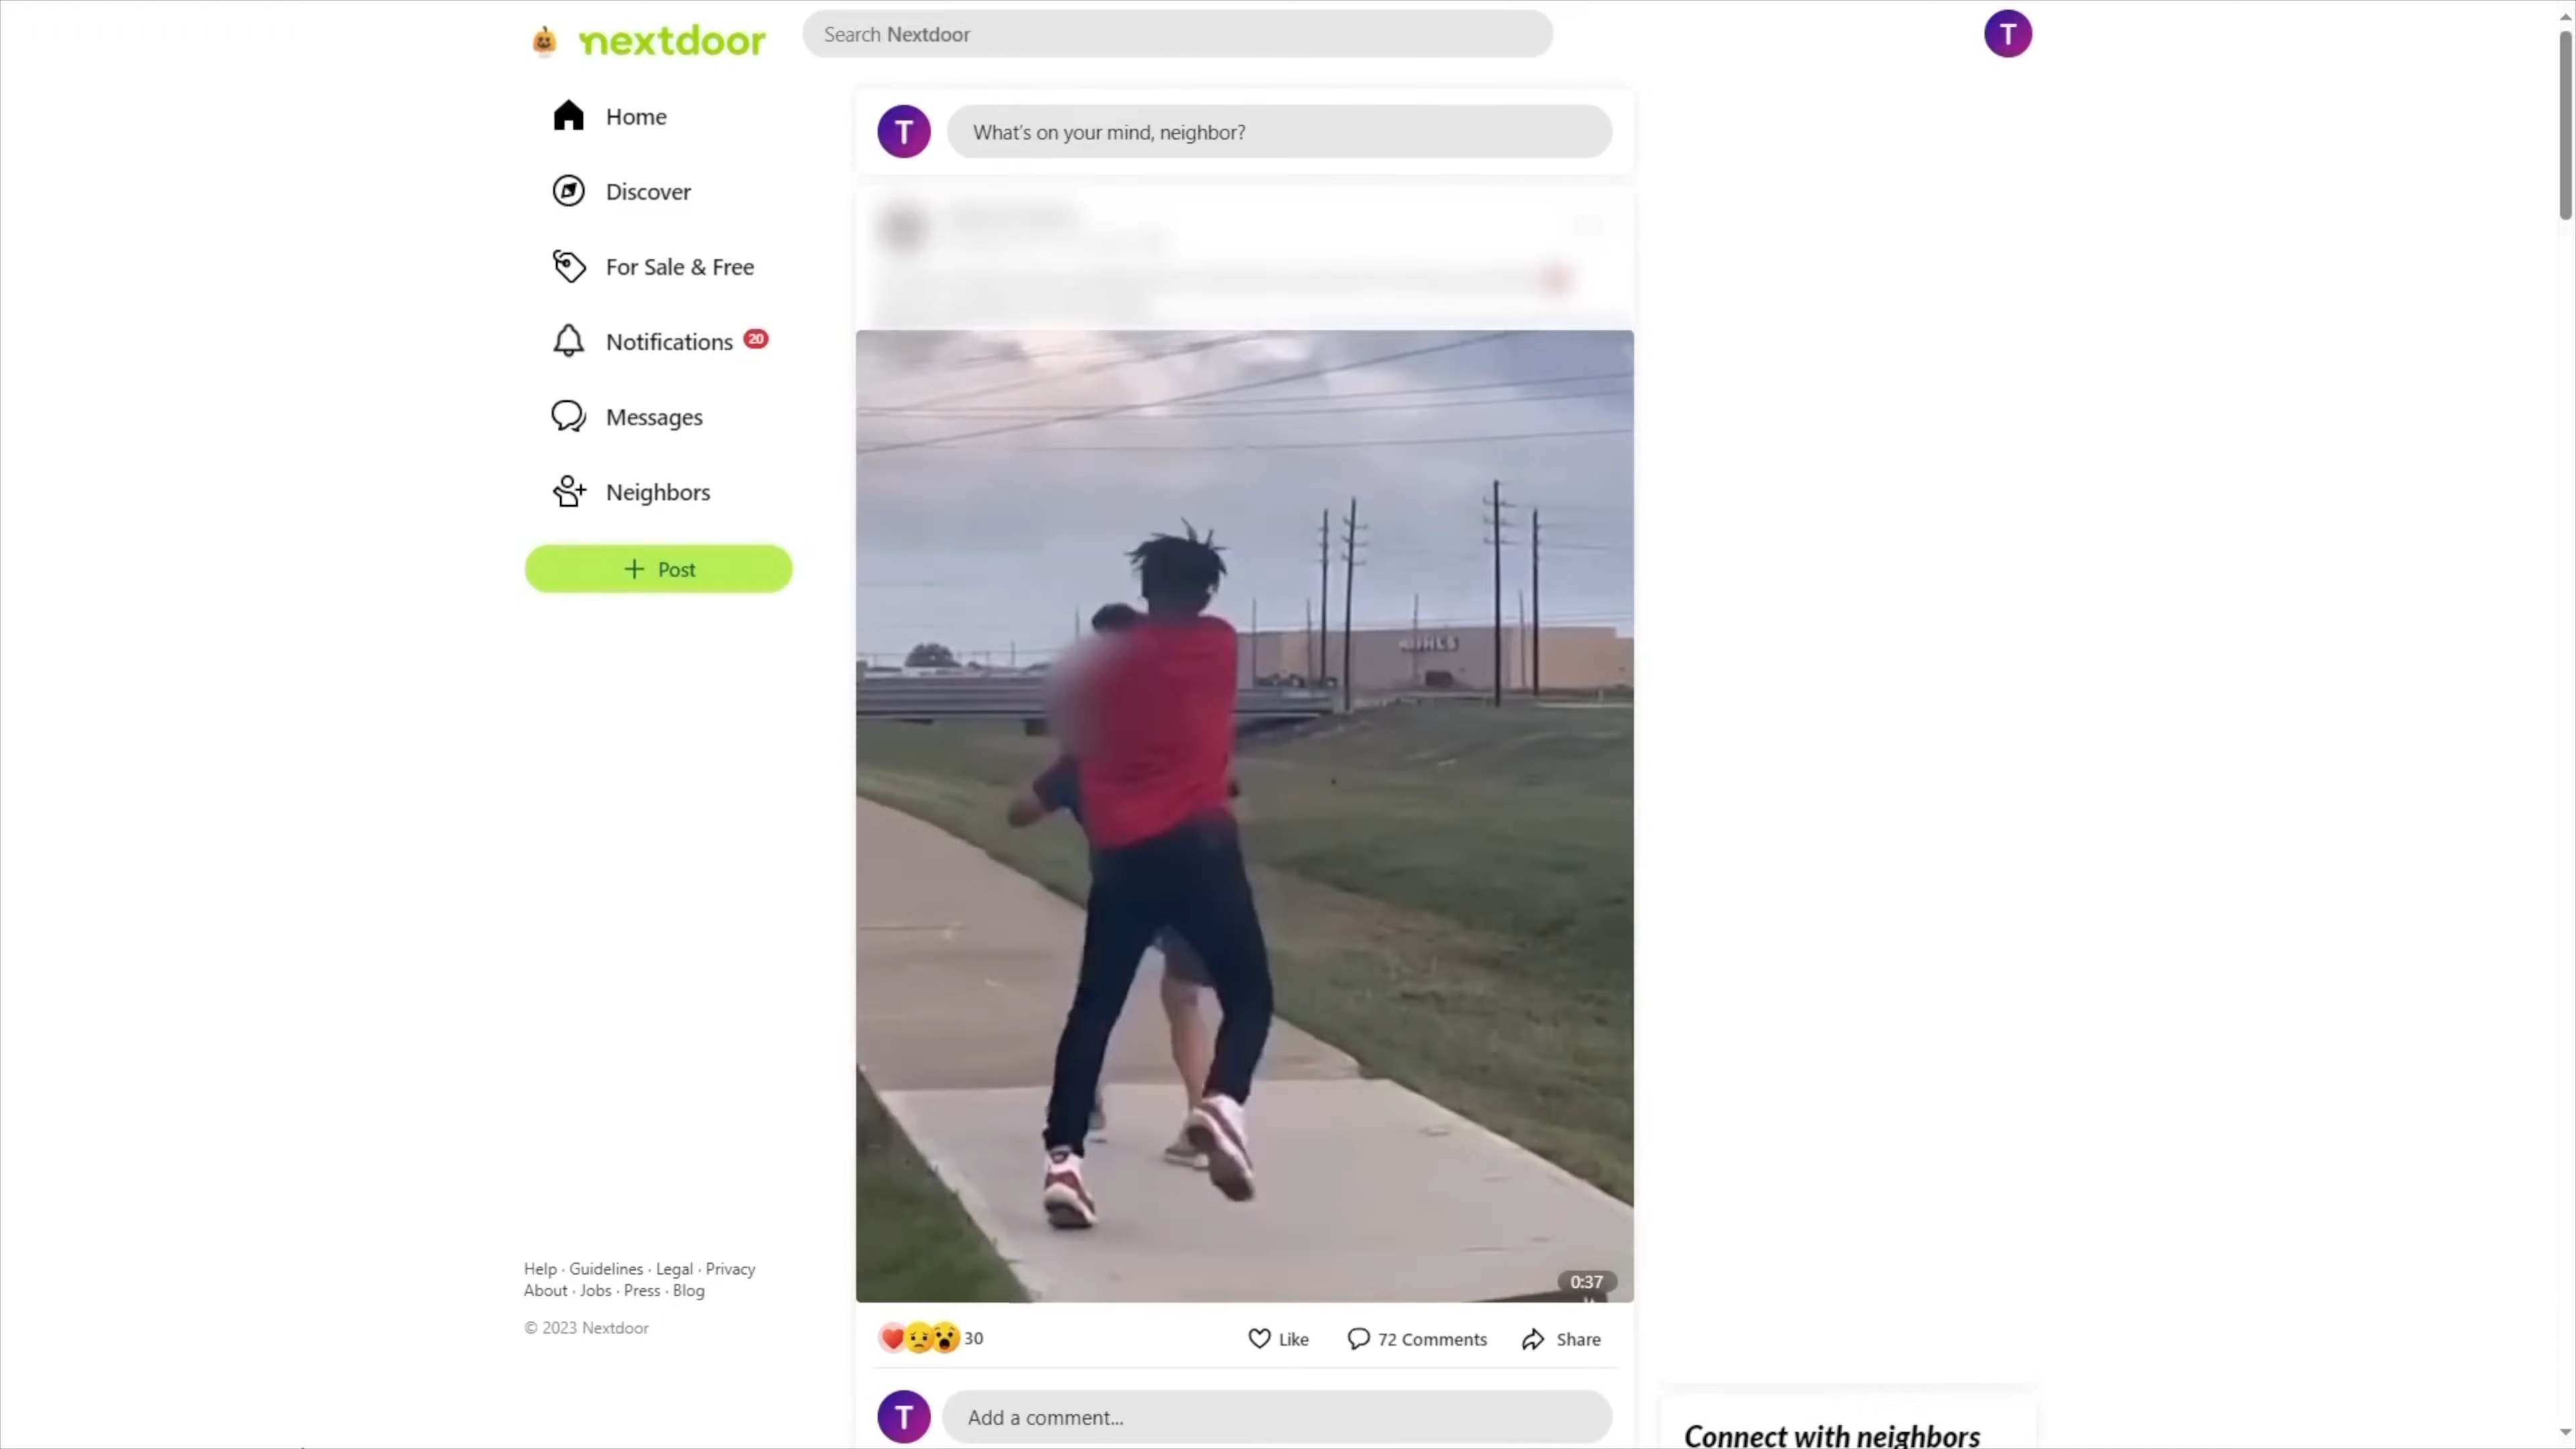 nextdoor
Search Nextdoor
T
Home
Discover
For Sale & Free
Notifications 20
Messages
Neighbors
+ Post
T
What's on your mind, neighbor?
KOHL'S
0:37
30
Like
72 Comments
Share
T
Add a comment...
Help · Guidelines · Legal · Privacy
About · Jobs · Press · Blog
© 2023 Nextdoor
Connect with neighbors